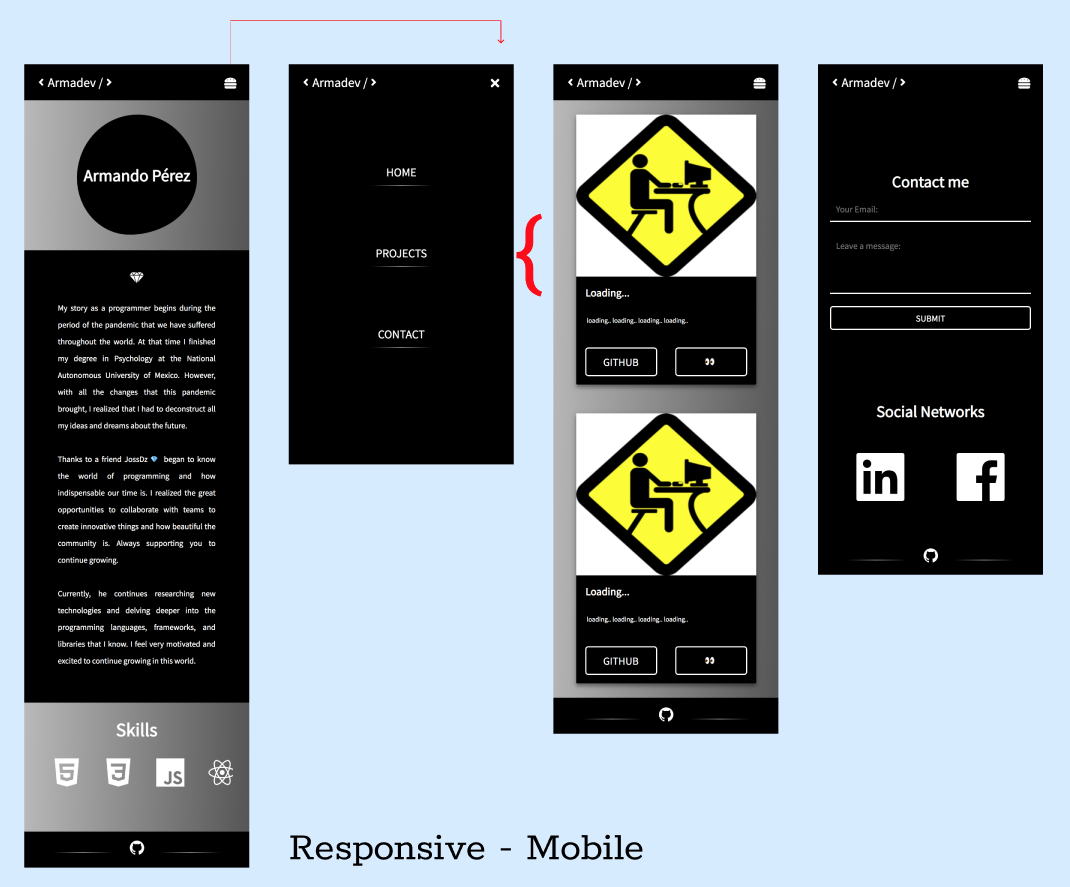 < Armadev / >
Armando Pérez
My story as a programmer begins during the
period of the pandemic that we have suffered
throughout the world. At that time I finished
my degree in Psychology at the National
Autonomous University of Mexico. However,
with all the changes that this pandemic
brought, I realized that I had to deconstruct all
my ideas and dreams about the future.
Thanks to a friend JossDz 💎 began to know
the world of programming and how
indispensable our time is. I realized the great
opportunities to collaborate with teams to
create innovative things and how beautiful the
community is. Always supporting you to
continue growing.
Currently, he continues researching new
technologies and delving deeper into the
programming languages, frameworks, and
libraries that I know. I feel very motivated and
excited to continue growing in this world.
Skills
5 3 JS
< Armadev / >
HOME
PROJECTS
CONTACT
{
< Armadev / >
Loading...
loading.. loading.. loading.. loading..
GITHUB 👀
Loading...
loading.. loading.. loading.. loading..
GITHUB 👀
< Armadev / >
Contact me
Your Email:
Leave a message:
SUBMIT
Social Networks
in f
Responsive - Mobile